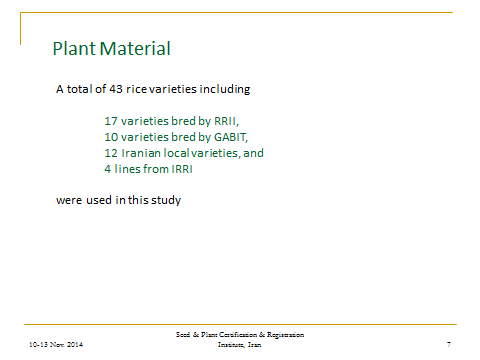 Plant Material
A total of 43 rice varieties including
17 varieties bred by RRII,
10 varieties bred by GABIT,
12 Iranian local varieties, and
4 lines from IRRI
were used in this study
10-13 Nov. 2014
Seed & Plant Certification & Registration
Institute, Iran
7